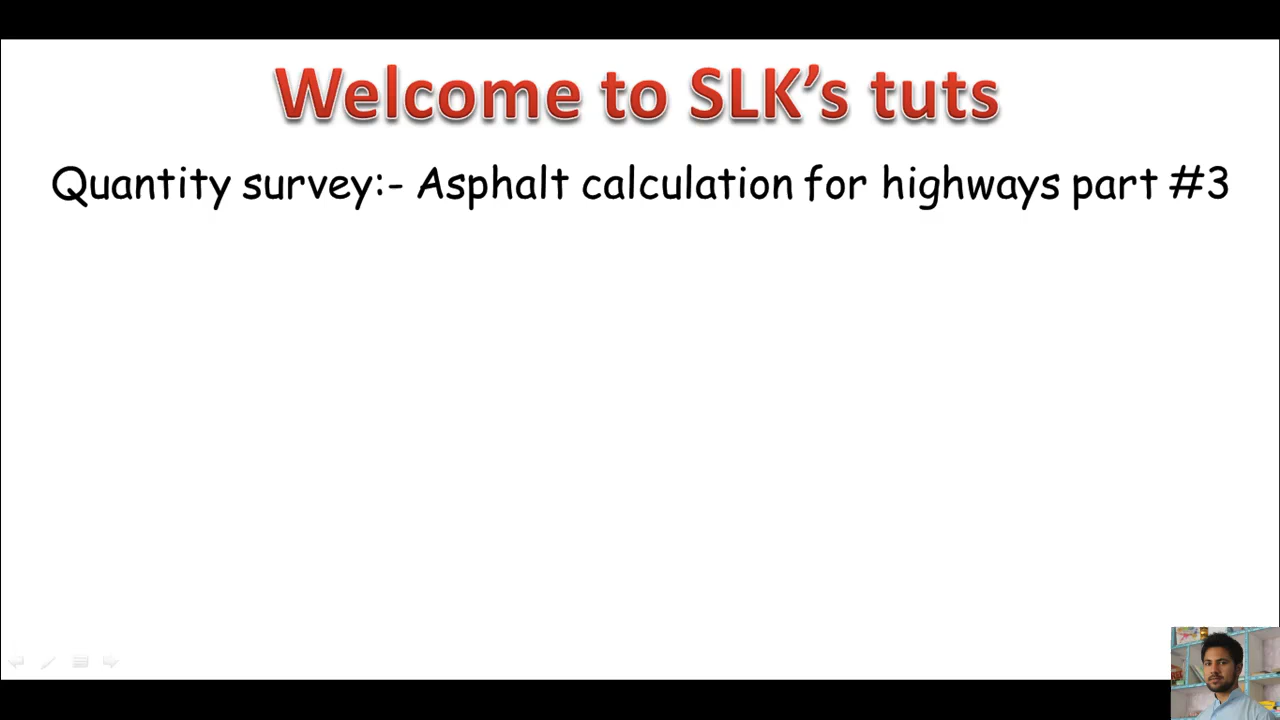 Welcome to SLK’s tuts
Quantity survey:- Asphalt calculation for highways part #3